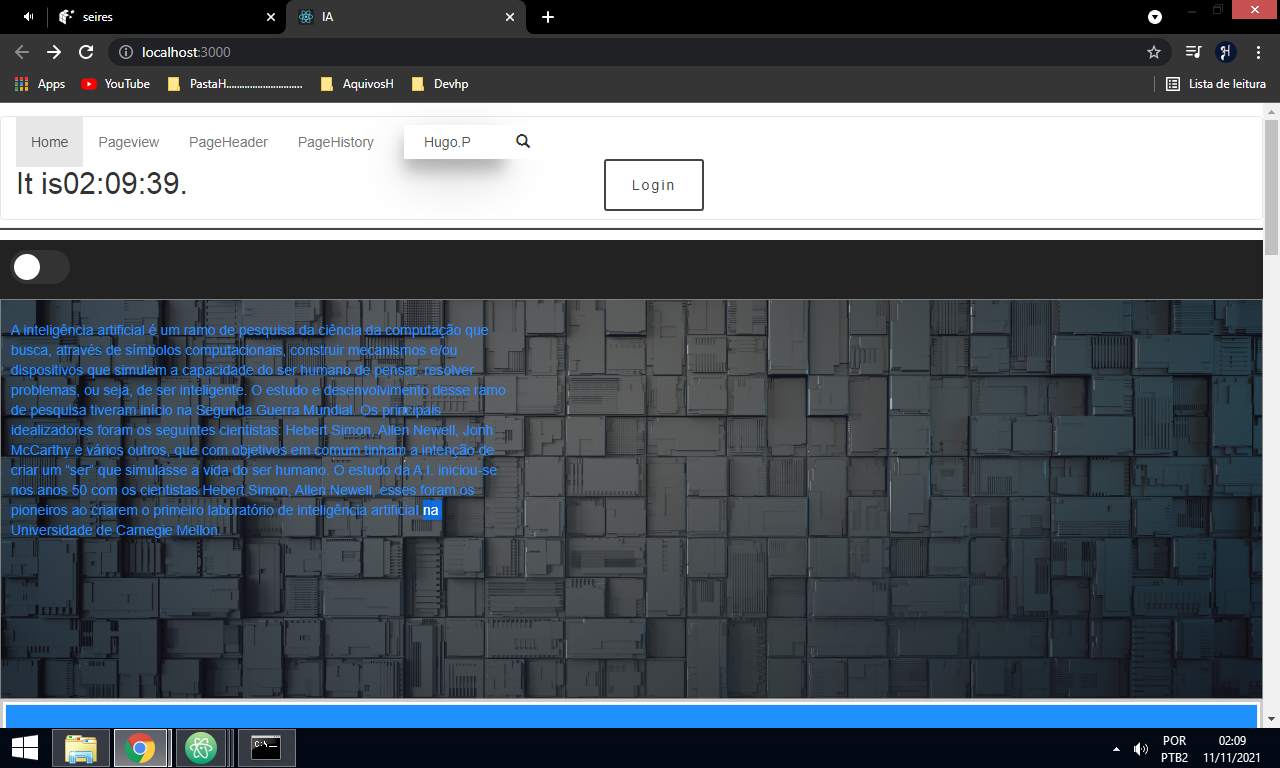 seires
IA
localhost:3000
Apps
YouTube
PastaH.............................
AquivosH
Devhp
Lista de leitura
Home
Pageview
PageHeader
PageHistory
Hugo.P
It is02:09:39.
Login
A inteligência artificial é um ramo de pesquisa da ciência da computação que
busca, através de símbolos computacionais, construir mecanismos e/ou
dispositivos que simulem a capacidade do ser humano de pensar, resolver
problemas, ou seja, de ser inteligente. O estudo e desenvolvimento desse ramo
de pesquisa tiveram início na Segunda Guerra Mundial. Os principais
idealizadores foram os seguintes cientistas: Hebert Simon, Allen Newell, Jonh
McCarthy e vários outros, que com objetivos em comum tinham a intenção de
criar um "ser" que simulasse a vida do ser humano. O estudo da A.I. iniciou-se
nos anos 50 com os cientistas Hebert Simon, Allen Newell, esses foram os
pioneiros ao criarem o primeiro laboratório de inteligência artificial na
Universidade de Carnegie Mellon.
C:\_
POR
PTB2
02:09
11/11/2021